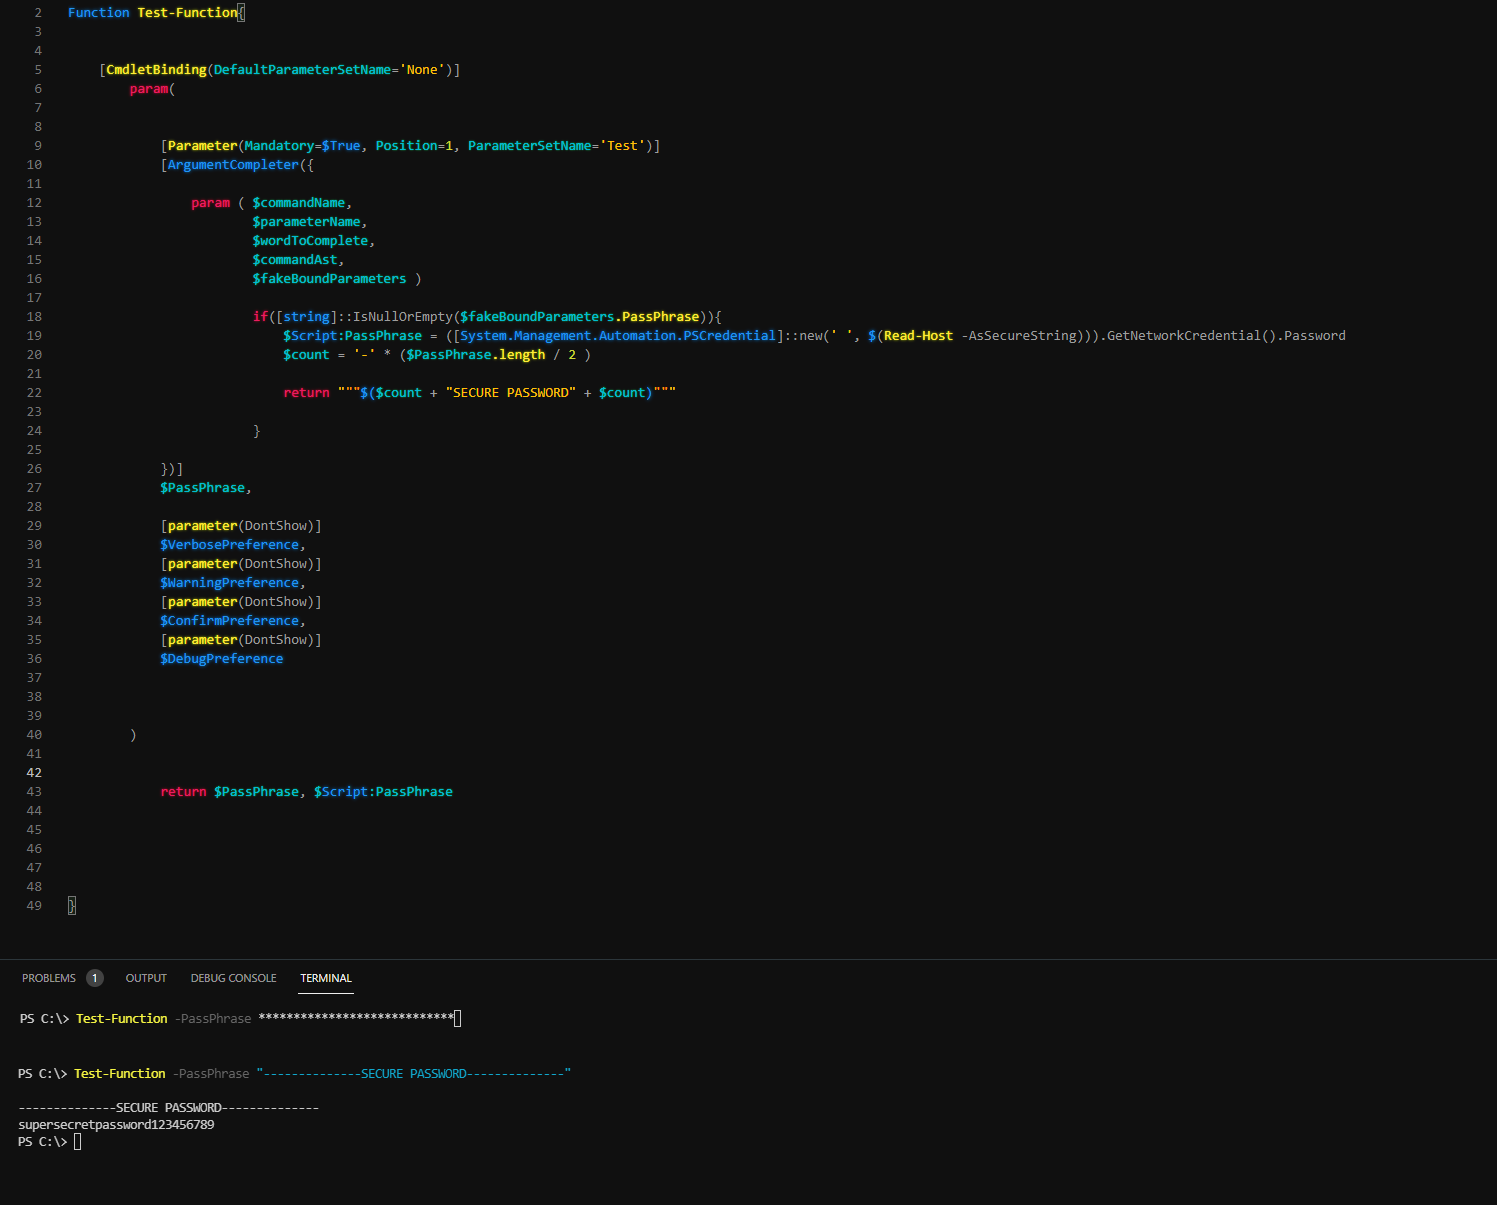 2 Function Test-Function{
3
4
5 [CmdletBinding(DefaultParameterSetName='None')]
6 param(
7
8
9 [Parameter(Mandatory=$True, Position=1, ParameterSetName='Test')]
10 [ArgumentCompleter({
11
12 param ( $commandName,
13 $parameterName,
14 $wordToComplete,
15 $commandAst,
16 $fakeBoundParameters )
17
18 if([string]::IsNullOrEmpty($fakeBoundParameters.PassPhrase)){
19 $Script:PassPhrase = ([System.Management.Automation.PSCredential]::new(' ', $(Read-Host -AsSecureString))).GetNetworkCredential().Password
20 $count = '-' * ($PassPhrase.length / 2 )
21
22 return """$($count + "SECURE PASSWORD" + $count)"""
23
24 }
25
26 })]
27 $PassPhrase,
28
29 [parameter(DontShow)]
30 $VerbosePreference,
31 [parameter(DontShow)]
32 $WarningPreference,
33 [parameter(DontShow)]
34 $ConfirmPreference,
35 [parameter(DontShow)]
36 $DebugPreference
37
38
39
40 )
41
42
43 return $PassPhrase, $Script:PassPhrase
44
45
46
47
48
49 }
PROBLEMS 1 OUTPUT DEBUG CONSOLE TERMINAL
PS C:\> Test-Function -PassPhrase ****************************
PS C:\> Test-Function -PassPhrase "--------------SECURE PASSWORD--------------"
--------------SECURE PASSWORD--------------
supersecretpassword123456789
PS C:\>